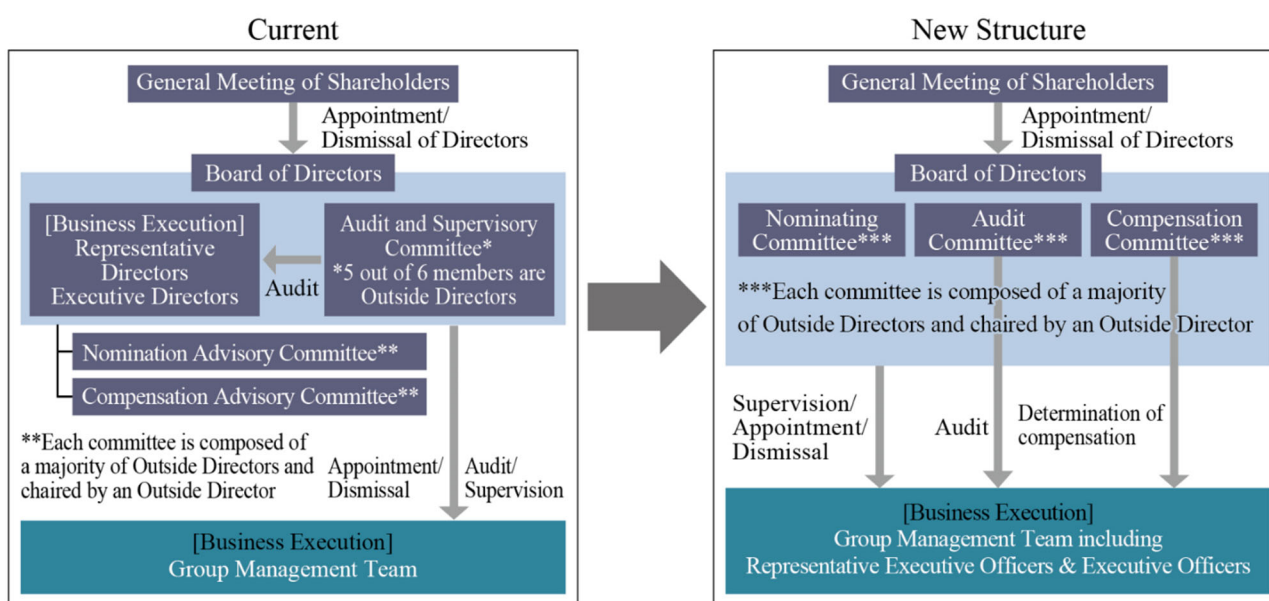 Current
General Meeting of Shareholders
Appointment/
Dismissal of Directors
Board of Directors
[Business Execution]
Representative
Directors
Executive Directors
Audit
Audit and Supervisory
Committee*
*5 out of 6 members are
Outside Directors
Nomination Advisory Committee**
Compensation Advisory Committee**
**Each committee is composed of
a majority of Outside Directors and
chaired by an Outside Director
Appointment/
Dismissal
Audit/
Supervision
[Business Execution]
Group Management Team
New Structure
General Meeting of Shareholders
Appointment/
Dismissal of Directors
Board of Directors
Nominating
Committee***
Audit
Committee***
Compensation
Committee***
***Each committee is composed of a majority
of Outside Directors and chaired by an Outside Director
Supervision/
Appointment/
Dismissal
Audit
Determination of
compensation
[Business Execution]
Group Management Team including
Representative Executive Officers & Executive Officers